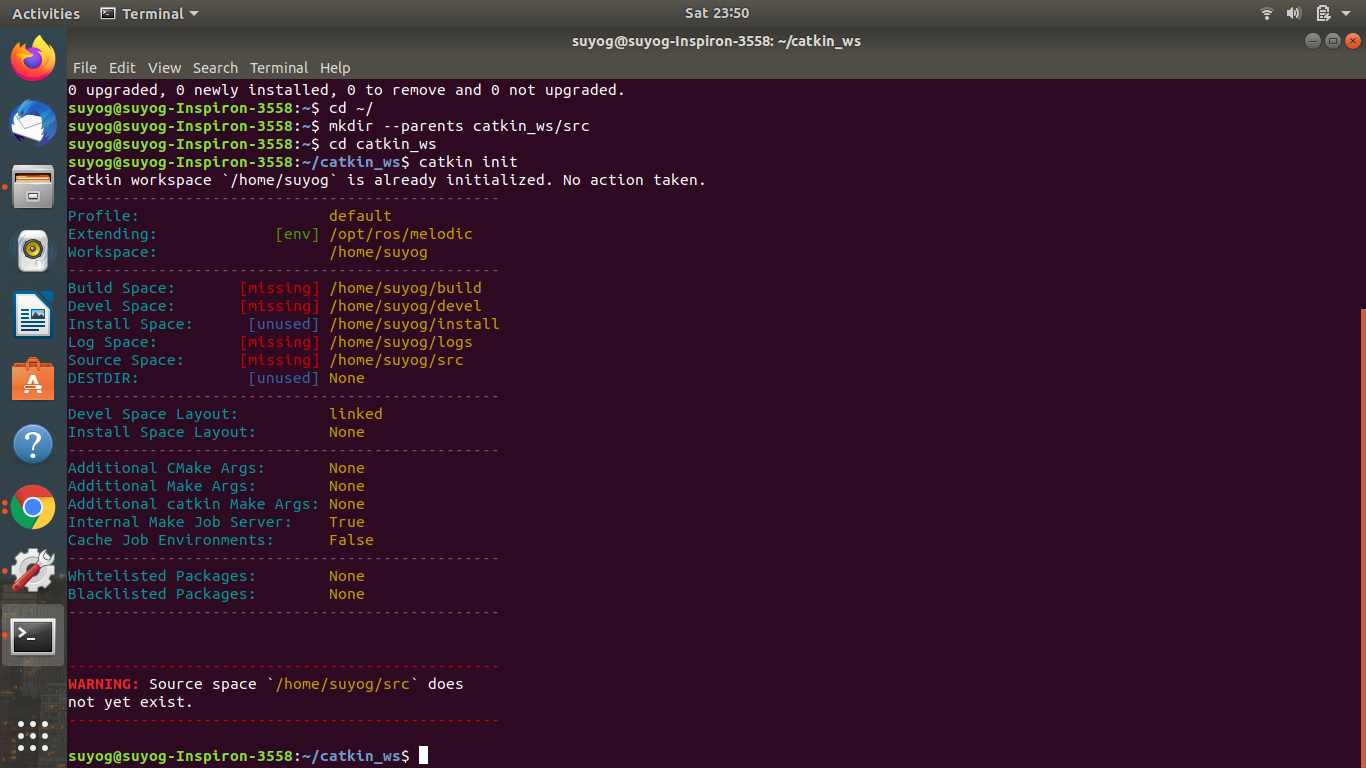 Activities Terminal Sat 23:50
suyog@suyog-Inspiron-3558: ~/catkin_ws
File Edit View Search Terminal Help
0 upgraded, 0 newly installed, 0 to remove and 0 not upgraded.
suyog@suyog-Inspiron-3558:~$ cd ~/
suyog@suyog-Inspiron-3558:~$ mkdir --parents catkin_ws/src
suyog@suyog-Inspiron-3558:~$ cd catkin_ws
suyog@suyog-Inspiron-3558:~/catkin_ws$ catkin init
Catkin workspace `/home/suyog` is already initialized. No action taken.
------------------------------------------------
Profile: default
Extending: [env] /opt/ros/melodic
Workspace: /home/suyog
------------------------------------------------
Build Space: [missing] /home/suyog/build
Devel Space: [missing] /home/suyog/devel
Install Space: [unused] /home/suyog/install
Log Space: [missing] /home/suyog/logs
Source Space: [missing] /home/suyog/src
DESTDIR: [unused] None
------------------------------------------------
Devel Space Layout: linked
Install Space Layout: None
------------------------------------------------
Additional CMake Args: None
Additional Make Args: None
Additional catkin Make Args: None
Internal Make Job Server: True
Cache Job Environments: False
------------------------------------------------
Whitelisted Packages: None
Blacklisted Packages: None
------------------------------------------------
------------------------------------------------
WARNING: Source space `/home/suyog/src` does
not yet exist.
------------------------------------------------
suyog@suyog-Inspiron-3558:~/catkin_ws$